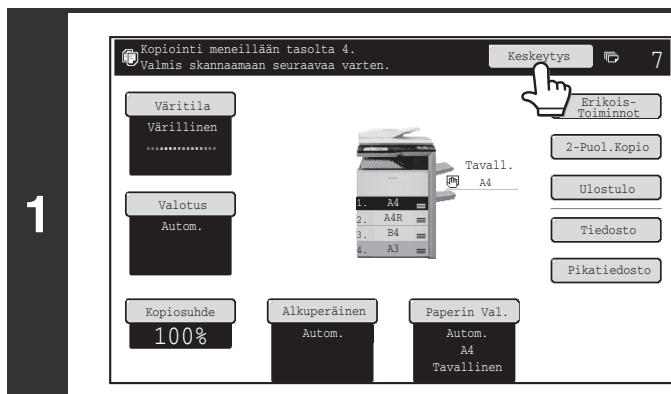 1
Kopiointi meneillään tasolta 4.
Valmis skannaamaan seuraavaa varten.
Keskeytys
7
Väritila
Värillinen
Valotus
Autom.
Kopiosuhde
100%
Alkuperäinen
Autom.
Paperin Val.
Autom.
A4
Tavallinen
Tavall.
A4
1. A4
2. A4R
3. B4
4. A3
Erikois-
Toiminnot
2-Puol.Kopio
Ulostulo
Tiedosto
Pikatiedosto